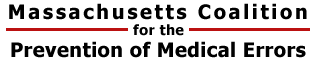 Massachusetts Coalition
for the
Prevention of Medical Errors